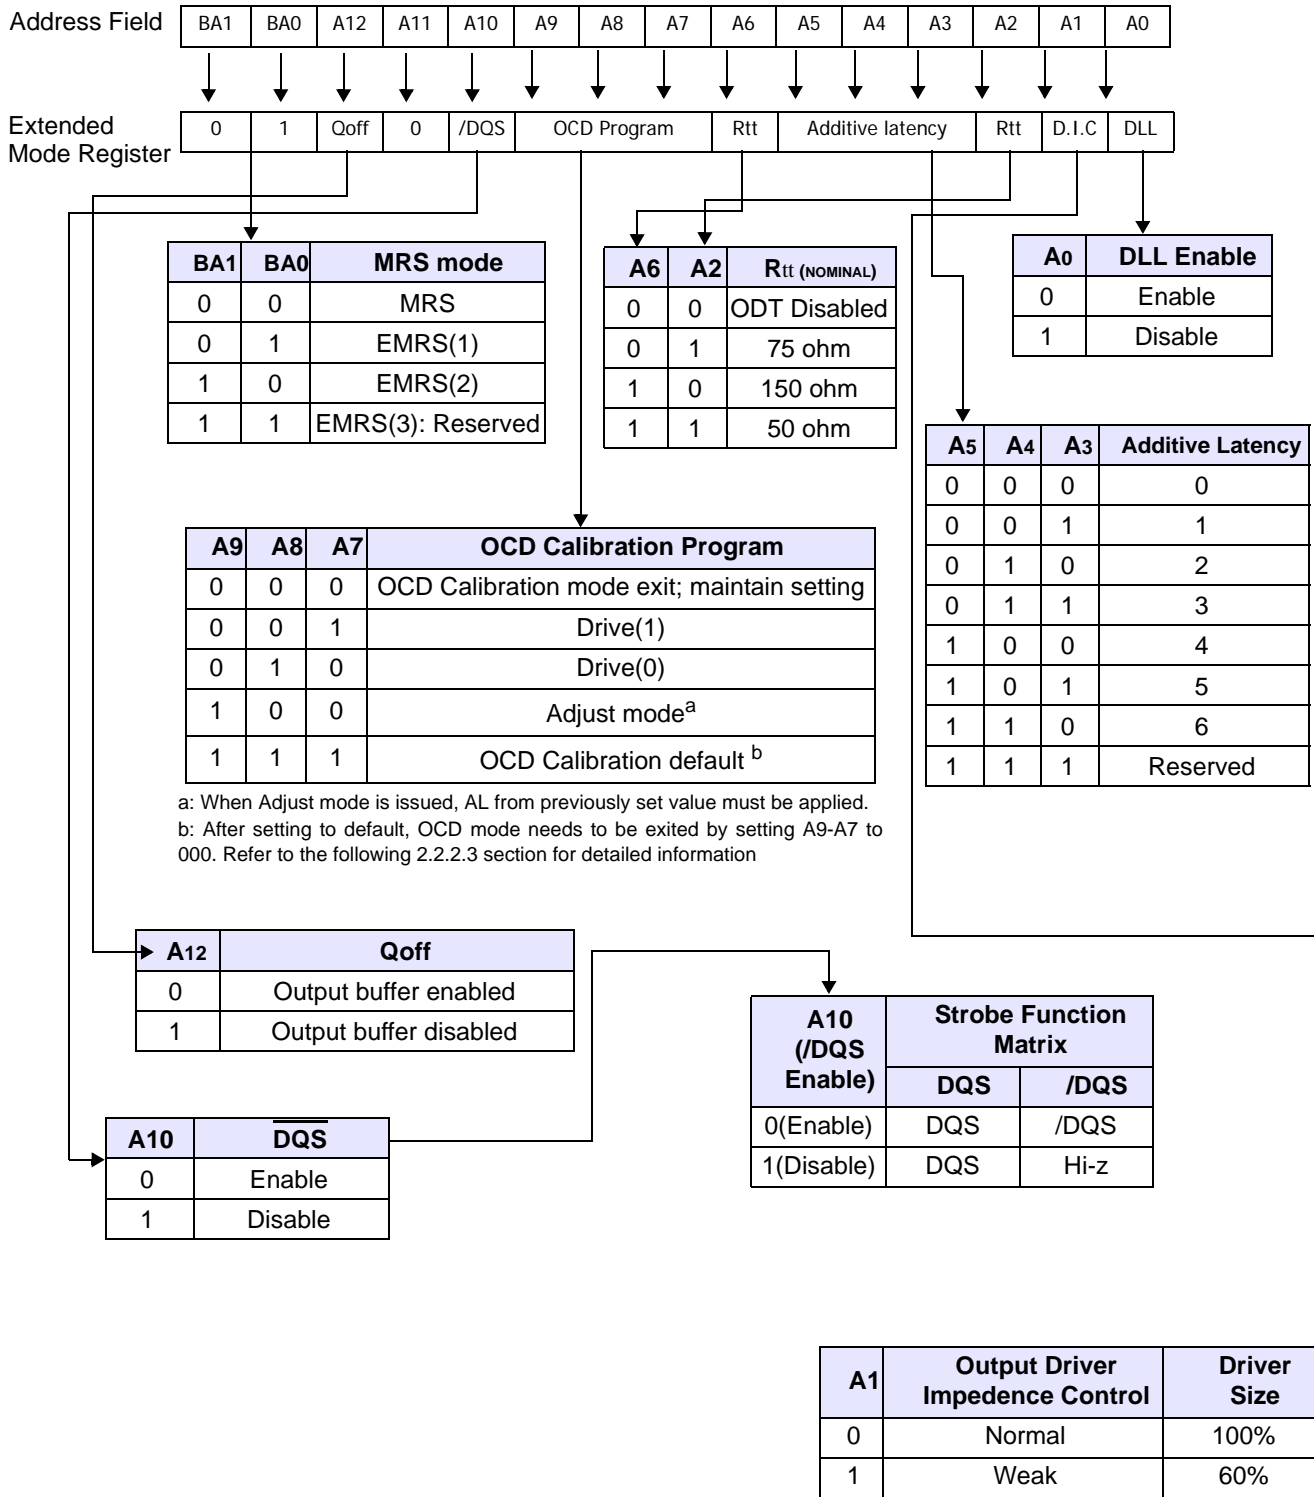 Address Field BA1 BA0 A12 A11 A10 A9 A8 A7 A6 A5 A4 A3 A2 A1 A0
Extended
Mode Register
0 1 Qoff 0 /DQS OCD Program Rtt Additive latency Rtt D.I.C DLL
BA1 BA0 MRS mode
0 0 MRS
0 1 EMRS(1)
1 0 EMRS(2)
1 1 EMRS(3): Reserved
A6 A2 Rtt (NOMINAL)
0 0 ODT Disabled
0 1 75 ohm
1 0 150 ohm
1 1 50 ohm
A0 DLL Enable
0 Enable
1 Disable
A5 A4 A3 Additive Latency
0 0 0 0
0 0 1 1
0 1 0 2
0 1 1 3
1 0 0 4
1 0 1 5
1 1 0 6
1 1 1 Reserved
A9 A8 A7 OCD Calibration Program
0 0 0 OCD Calibration mode exit; maintain setting
0 0 1 Drive(1)
0 1 0 Drive(0)
1 0 0 Adjust mode a
1 1 1 OCD Calibration default b
a: When Adjust mode is issued, AL from previously set value must be applied.
b: After setting to default, OCD mode needs to be exited by setting A9-A7 to
000. Refer to the following 2.2.2.3 section for detailed information
A12 Qoff
0 Output buffer enabled
1 Output buffer disabled
A10 DQS
0 Enable
1 Disable
A10
(/DQS
Enable)
Strobe Function
Matrix
DQS /DQS
0(Enable) DQS /DQS
1(Disable) DQS Hi-z
A1
Output Driver
Impedence Control
Driver
Size
0 Normal 100%
1 Weak 60%